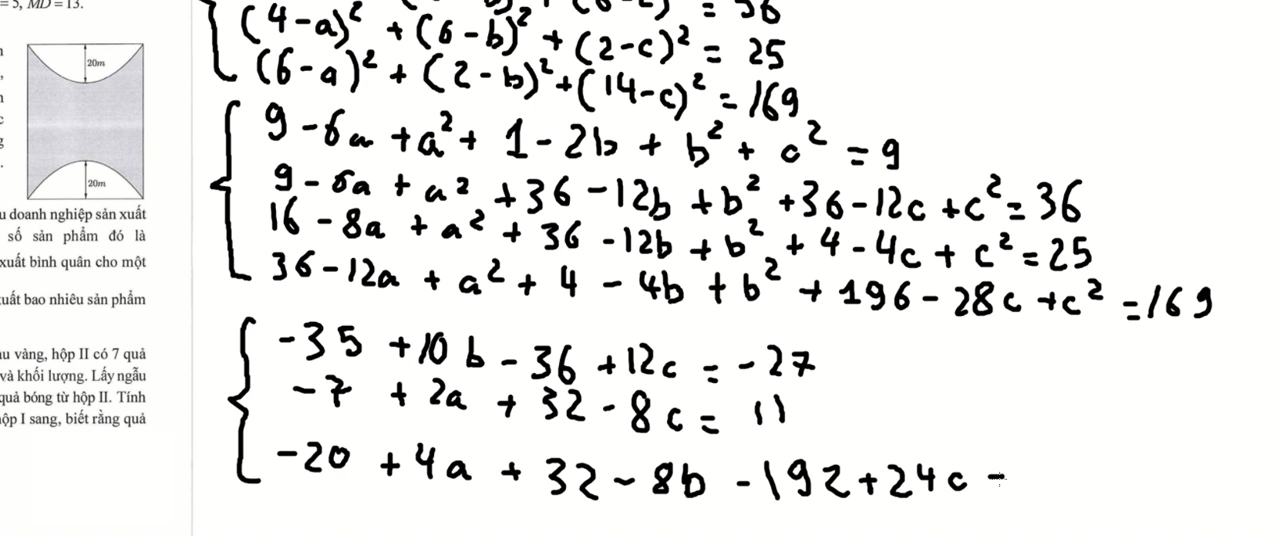 = 5, MD = 13.
20m
20m
u doanh nghiệp sản xuất
số sản phẩm đó là
xuất bình quân cho một
xuất bao nhiêu sản phẩm
àu vàng, hộp II có 7 quả
và khối lượng. Lấy ngẫu
quả bóng từ hộp II. Tính
hộp I sang, biết rằng quả
= 36
(4-a)² + (6-b)² + (2-c)² = 25
(6-a)² + (2-b)² + (14-c)² = 169
9 - 6a + a² + 1 - 2b + b² + c² = 9
9 - 6a + a² + 36 - 12b + b² + 36 - 12c + c² = 36
16 - 8a + a² + 36 - 12b + b² + 4 - 4c + c² = 25
36 - 12a + a² + 4 - 4b + b² + 196 - 28c + c² = 169
-35 + 10b - 36 + 12c = -27
-7 + 2a + 32 - 8c = 11
-20 + 4a + 32 - 8b - 192 + 24c -